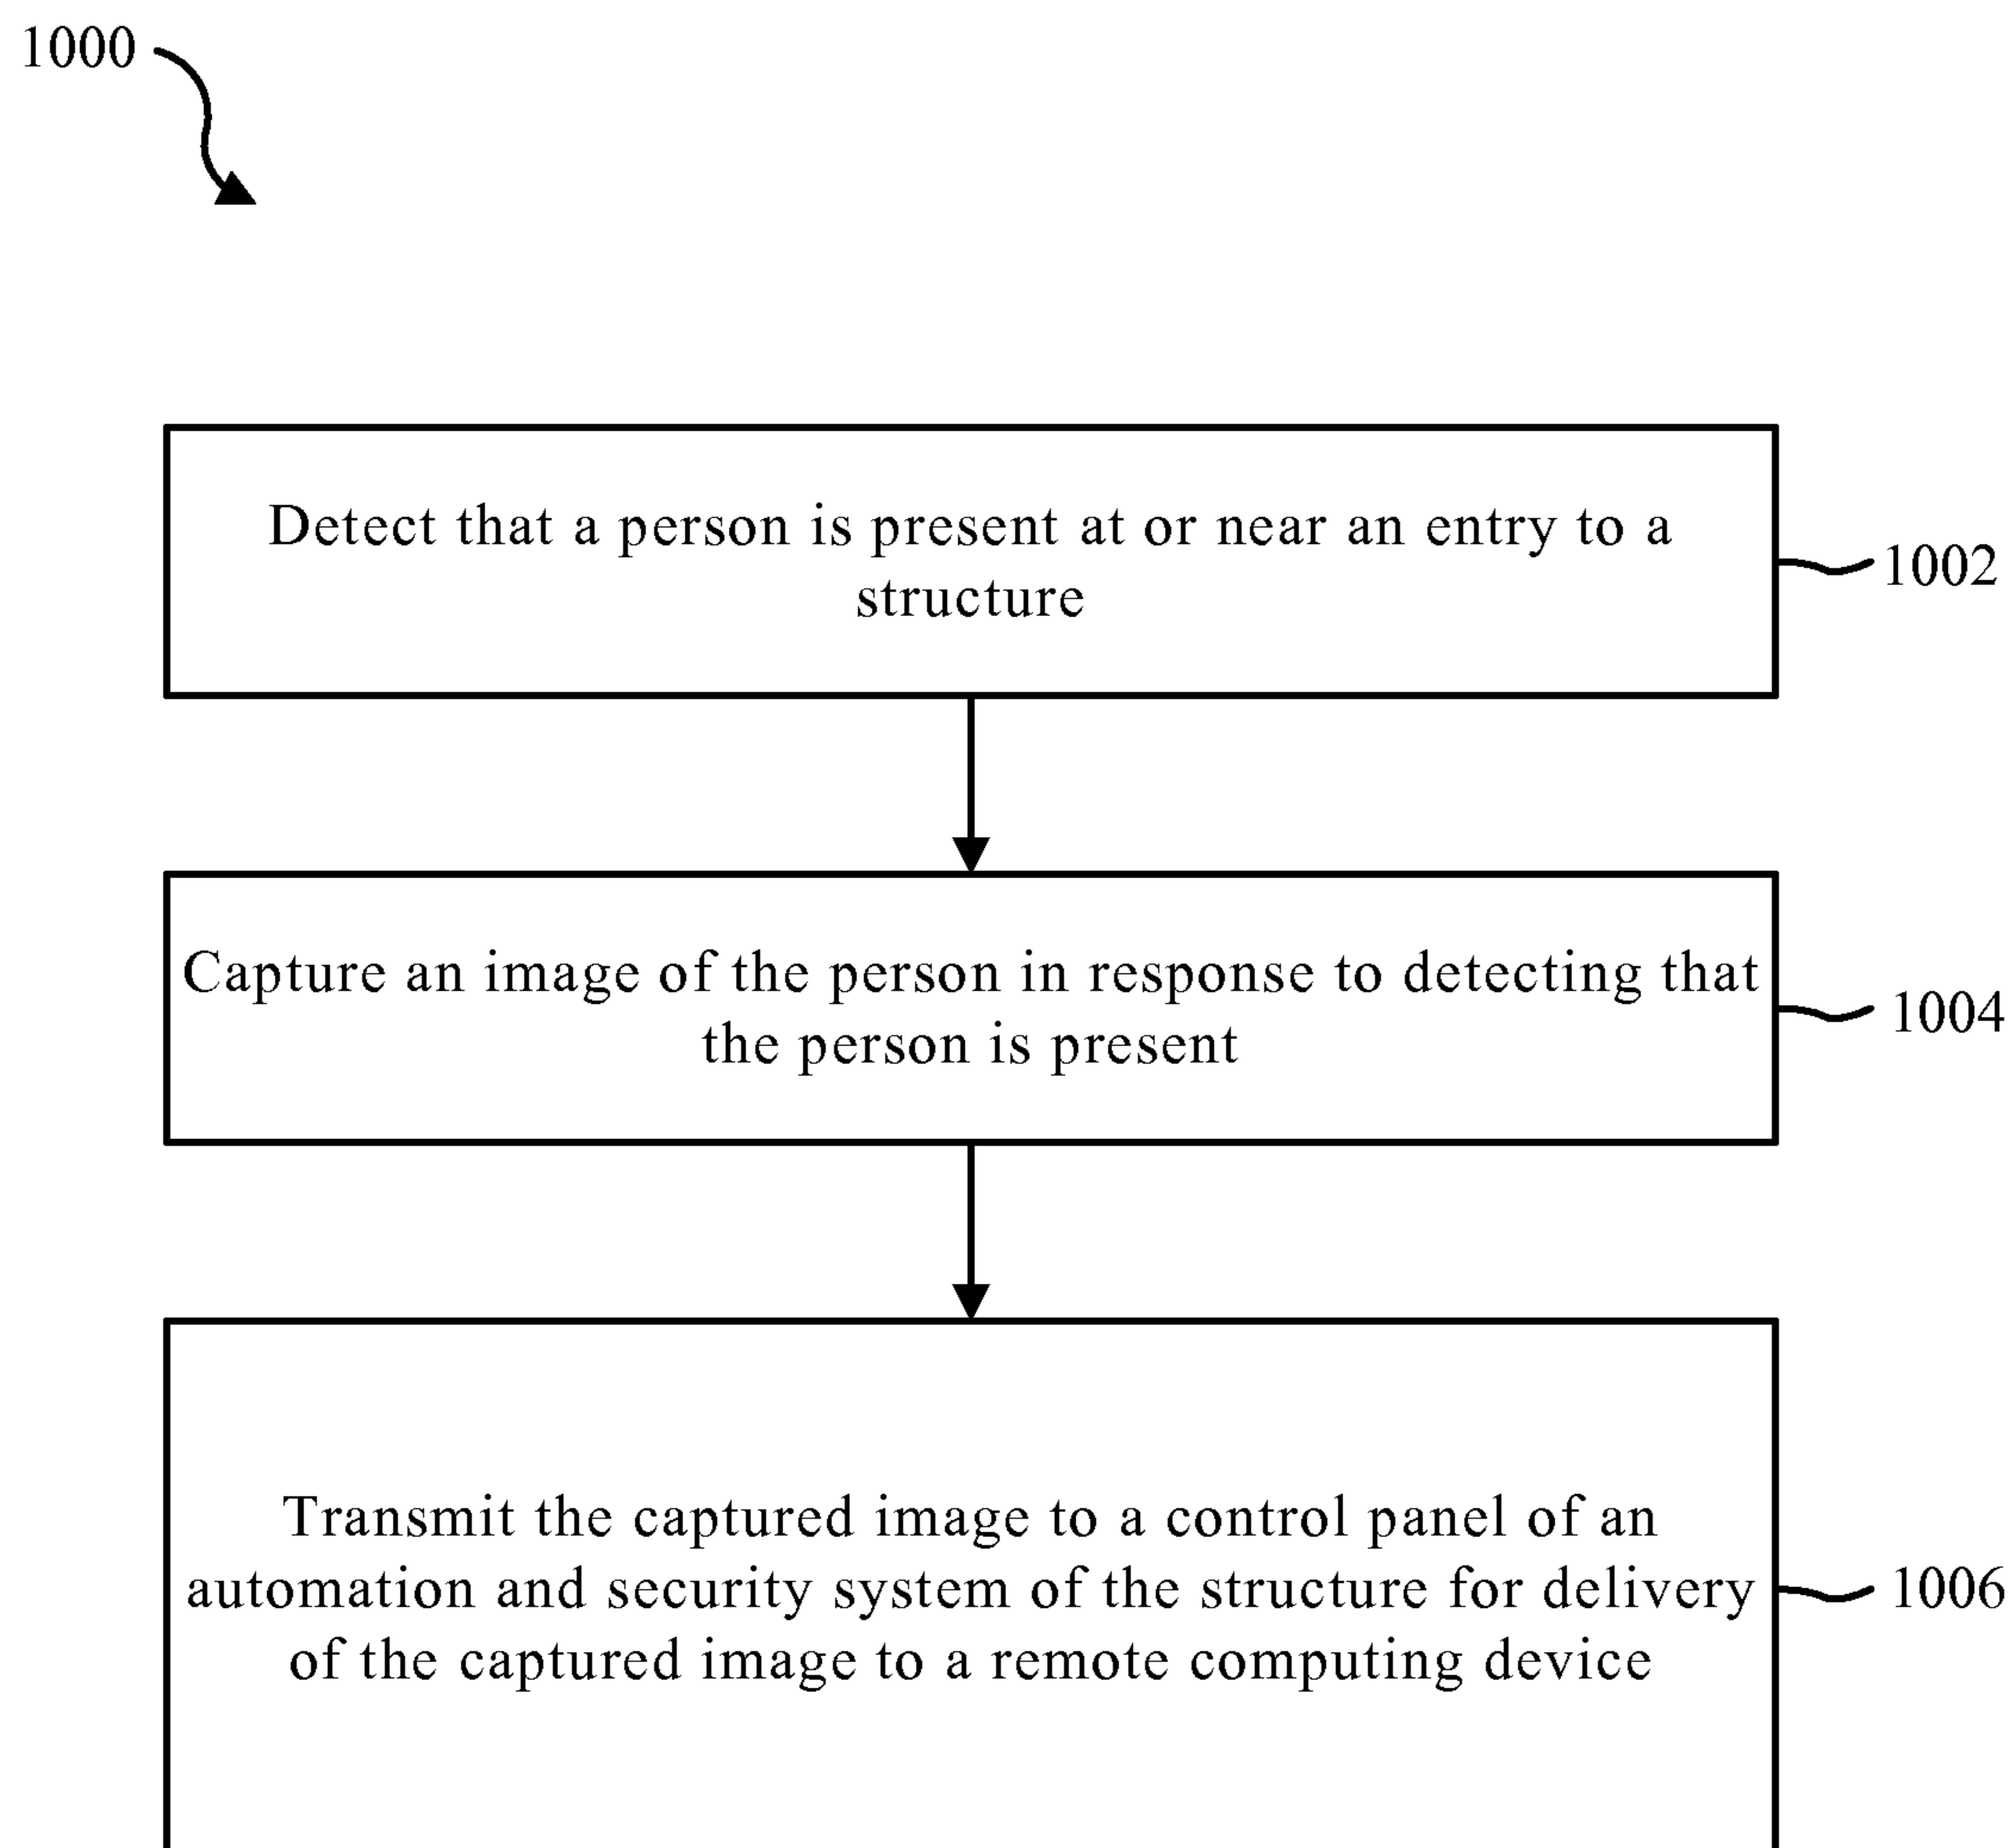 1000
Detect that a person is present at or near an entry to a
structure
1002
Capture an image of the person in response to detecting that
the person is present
1004
Transmit the captured image to a control panel of an
automation and security system of the structure for delivery
of the captured image to a remote computing device
1006